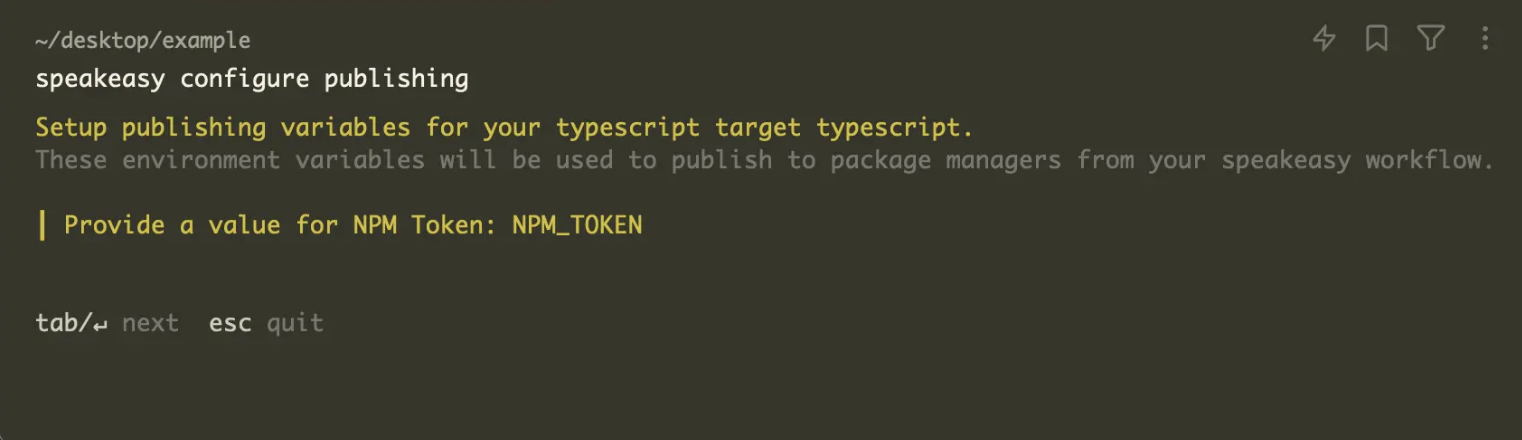 ~/desktop/example
speakeasy configure publishing
Setup publishing variables for your typescript target typescript.
These environment variables will be used to publish to package managers from your speakeasy workflow.
Provide a value for NPM Token: NPM_TOKEN
tab/↵ next esc quit